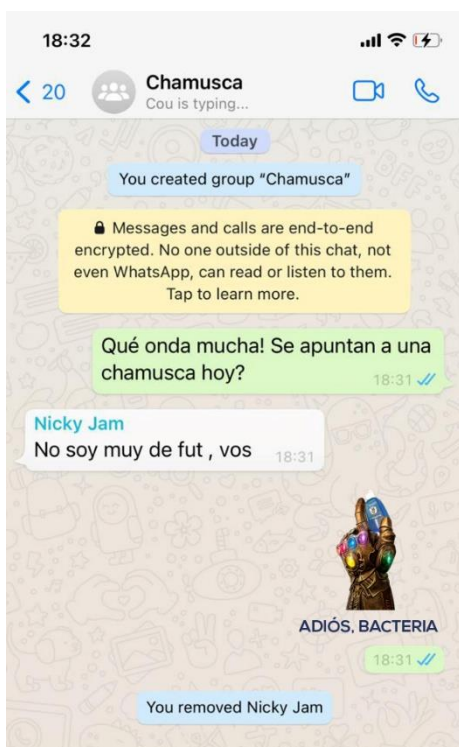 18:32
20
Chamusca
Cou is typing...
Today
You created group “Chamusca”
Messages and calls are end-to-end
encrypted. No one outside of this chat, not
even WhatsApp, can read or listen to them.
Tap to learn more.
Qué onda mucha! Se apuntan a una
chamusca hoy?
18:31
Nicky Jam
No soy muy de fut , vos
18:31
ADIÓS, BACTERIA
18:31
You removed Nicky Jam